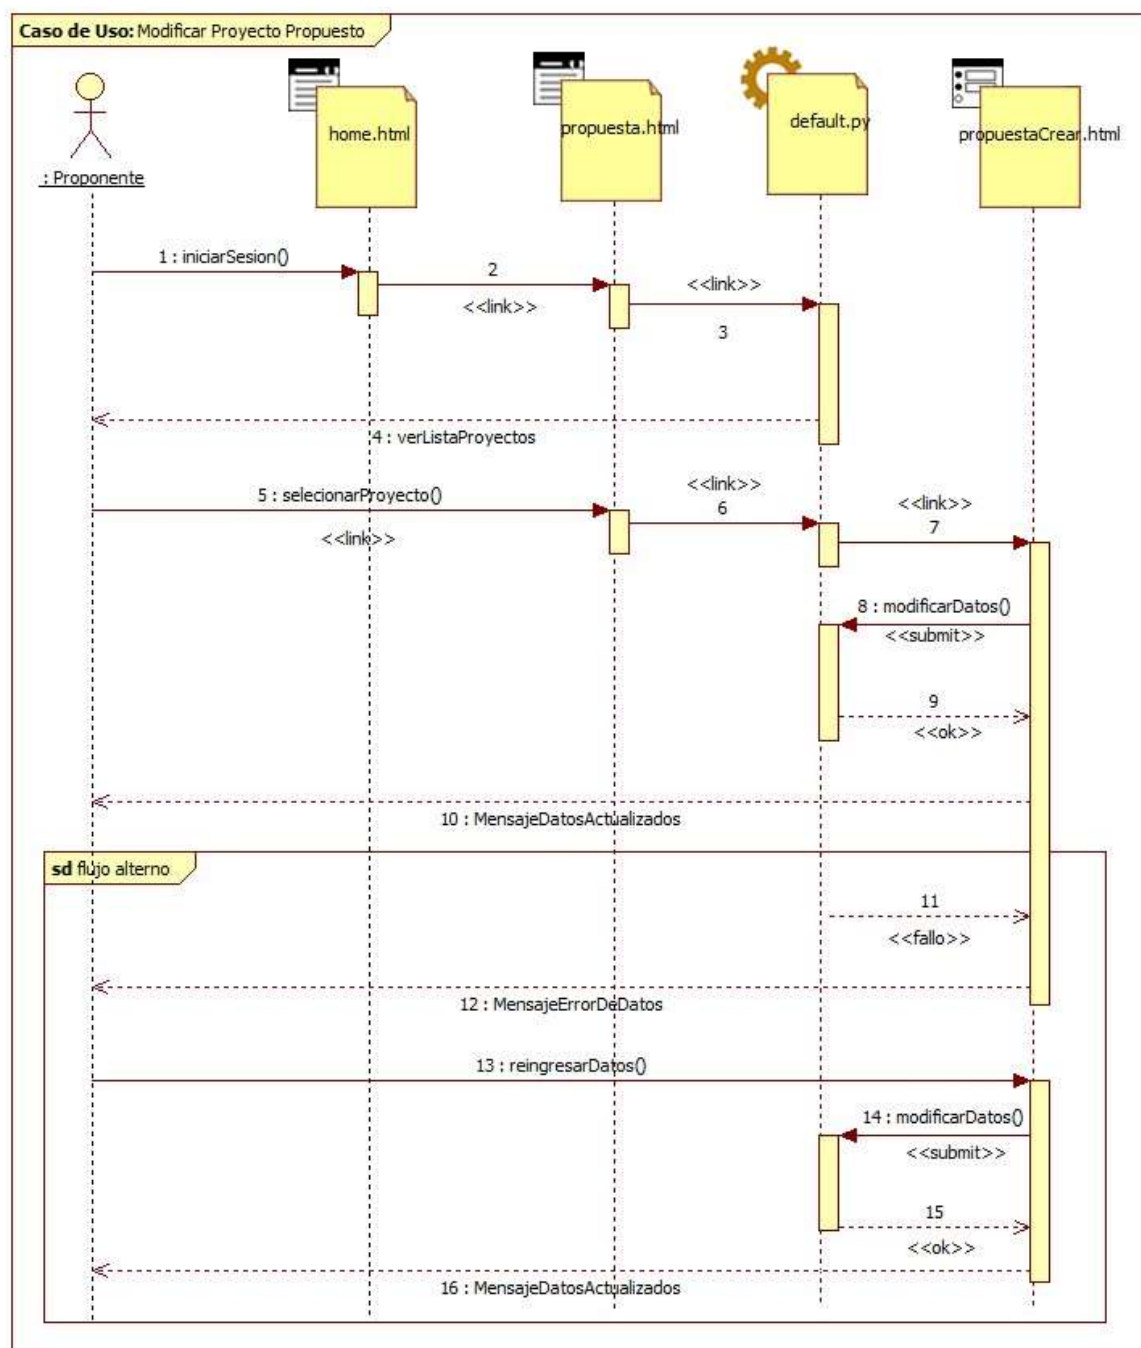 Caso de Uso: Modificar Proyecto Propuesto
home.html
propuesta.html
default.py
propuestaCrear.html
: Proponente
1 : iniciarSesion()
2
<<link>>
<<link>>
3
4 : verListaProyectos
5 : selecionarProyecto()
<<link>>
<<link>>
6
<<link>>
7
8 : modificarDatos()
<<submit>>
9
<<ok>>
10 : MensajeDatosActualizados
sd flujo alterno
11
<<fallo>>
12 : MensajeErrorDeDatos
13 : reingresarDatos()
14 : modificarDatos()
<<submit>>
15
<<ok>>
16 : MensajeDatosActualizados